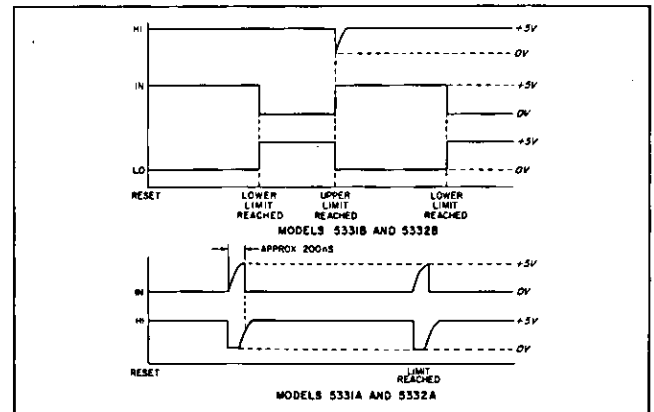 HI
+5V
0V
IN
+5V
0V
+5V
LO
0V
RESET LOWER LIMIT REACHED UPPER LIMIT REACHED LOWER LIMIT REACHED
MODELS 5331B AND 5332B
APPROX 200nS
+5V
IN
0V
HI
+5V
0V
RESET LIMIT REACHED
MODELS 5331A AND 5332A